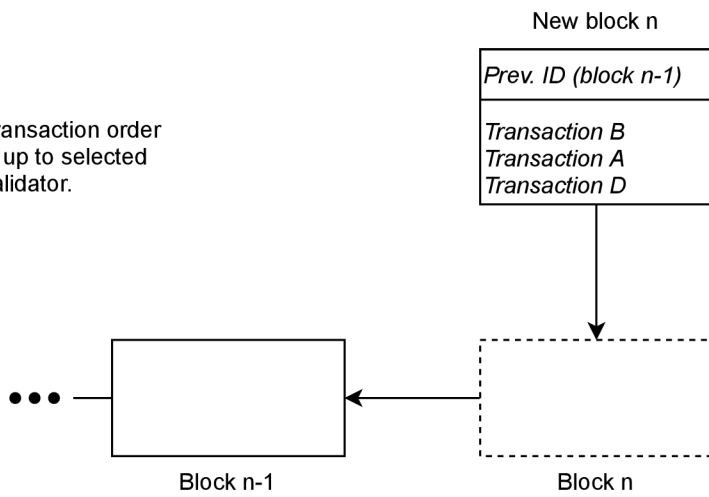 New block n
Prev. ID (block n-1)
ransaction order
up to selected
alidator.
Transaction B
Transaction A
Transaction D
Block n-1
Block n